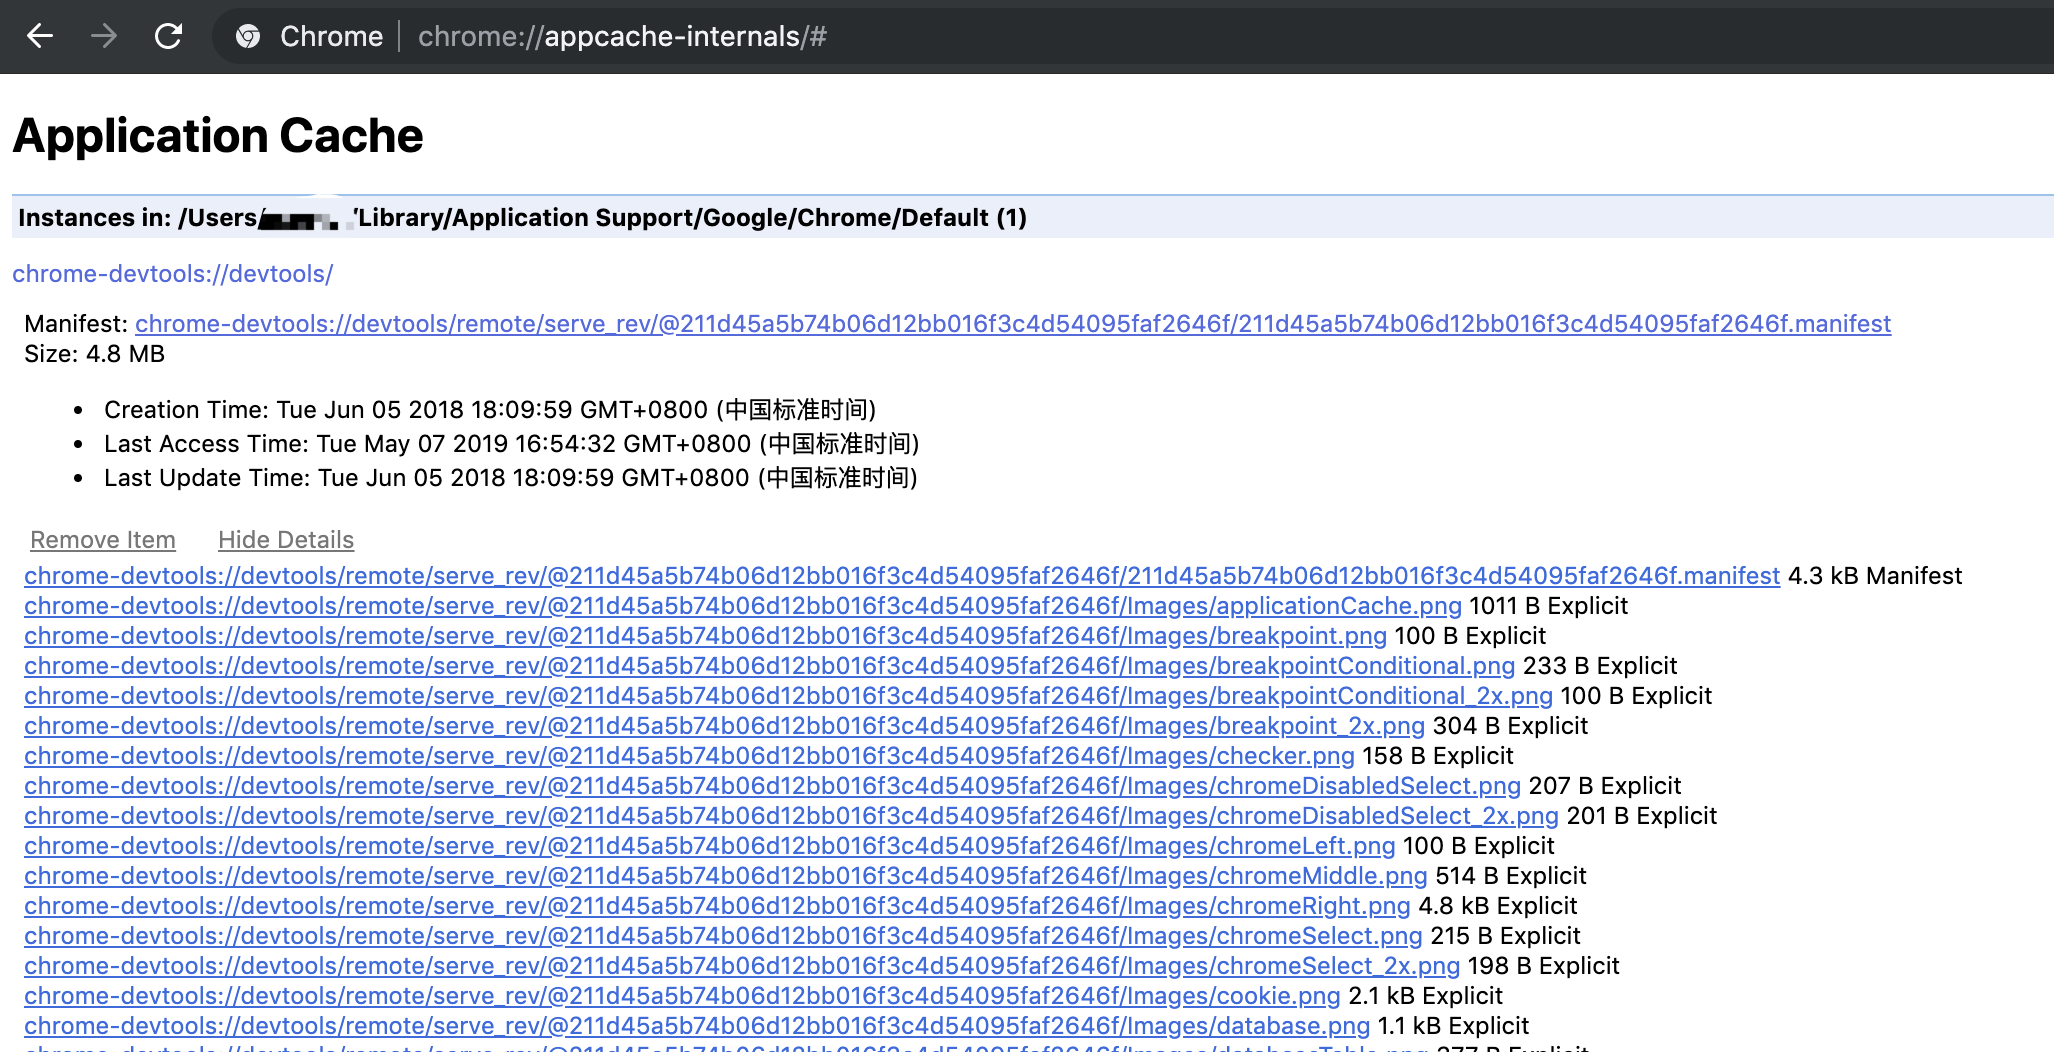 Chrome | chrome://appcache-internals/#
Application Cache
Instances in: /Users/ Library/Application Support/Google/Chrome/Default (1)
chrome-devtools://devtools/
Manifest: chrome-devtools://devtools/remote/serve_rev/@211d45a5b74b06d12bb016f3c4d54095faf2646f/211d45a5b74b06d12bb016f3c4d54095faf2646f.manifest
Size: 4.8 MB
• Creation Time: Tue Jun 05 2018 18:09:59 GMT+0800 (中国标准时间)
• Last Access Time: Tue May 07 2019 16:54:32 GMT+0800 (中国标准时间)
• Last Update Time: Tue Jun 05 2018 18:09:59 GMT+0800 (中国标准时间)
Remove Item Hide Details
chrome-devtools://devtools/remote/serve_rev/@211d45a5b74b06d12bb016f3c4d54095faf2646f/211d45a5b74b06d12bb016f3c4d54095faf2646f.manifest 4.3 kB Manifest
chrome-devtools://devtools/remote/serve_rev/@211d45a5b74b06d12bb016f3c4d54095faf2646f/Images/applicationCache.png 1011 B Explicit
chrome-devtools://devtools/remote/serve_rev/@211d45a5b74b06d12bb016f3c4d54095faf2646f/Images/breakpoint.png 100 B Explicit
chrome-devtools://devtools/remote/serve_rev/@211d45a5b74b06d12bb016f3c4d54095faf2646f/Images/breakpointConditional.png 233 B Explicit
chrome-devtools://devtools/remote/serve_rev/@211d45a5b74b06d12bb016f3c4d54095faf2646f/Images/breakpointConditional_2x.png 100 B Explicit
chrome-devtools://devtools/remote/serve_rev/@211d45a5b74b06d12bb016f3c4d54095faf2646f/Images/breakpoint_2x.png 304 B Explicit
chrome-devtools://devtools/remote/serve_rev/@211d45a5b74b06d12bb016f3c4d54095faf2646f/Images/checker.png 158 B Explicit
chrome-devtools://devtools/remote/serve_rev/@211d45a5b74b06d12bb016f3c4d54095faf2646f/Images/chromeDisabledSelect.png 207 B Explicit
chrome-devtools://devtools/remote/serve_rev/@211d45a5b74b06d12bb016f3c4d54095faf2646f/Images/chromeDisabledSelect_2x.png 201 B Explicit
chrome-devtools://devtools/remote/serve_rev/@211d45a5b74b06d12bb016f3c4d54095faf2646f/Images/chromeLeft.png 100 B Explicit
chrome-devtools://devtools/remote/serve_rev/@211d45a5b74b06d12bb016f3c4d54095faf2646f/Images/chromeMiddle.png 514 B Explicit
chrome-devtools://devtools/remote/serve_rev/@211d45a5b74b06d12bb016f3c4d54095faf2646f/Images/chromeRight.png 4.8 kB Explicit
chrome-devtools://devtools/remote/serve_rev/@211d45a5b74b06d12bb016f3c4d54095faf2646f/Images/chromeSelect.png 215 B Explicit
chrome-devtools://devtools/remote/serve_rev/@211d45a5b74b06d12bb016f3c4d54095faf2646f/Images/chromeSelect_2x.png 198 B Explicit
chrome-devtools://devtools/remote/serve_rev/@211d45a5b74b06d12bb016f3c4d54095faf2646f/Images/cookie.png 2.1 kB Explicit
chrome-devtools://devtools/remote/serve_rev/@211d45a5b74b06d12bb016f3c4d54095faf2646f/Images/database.png 1.1 kB Explicit